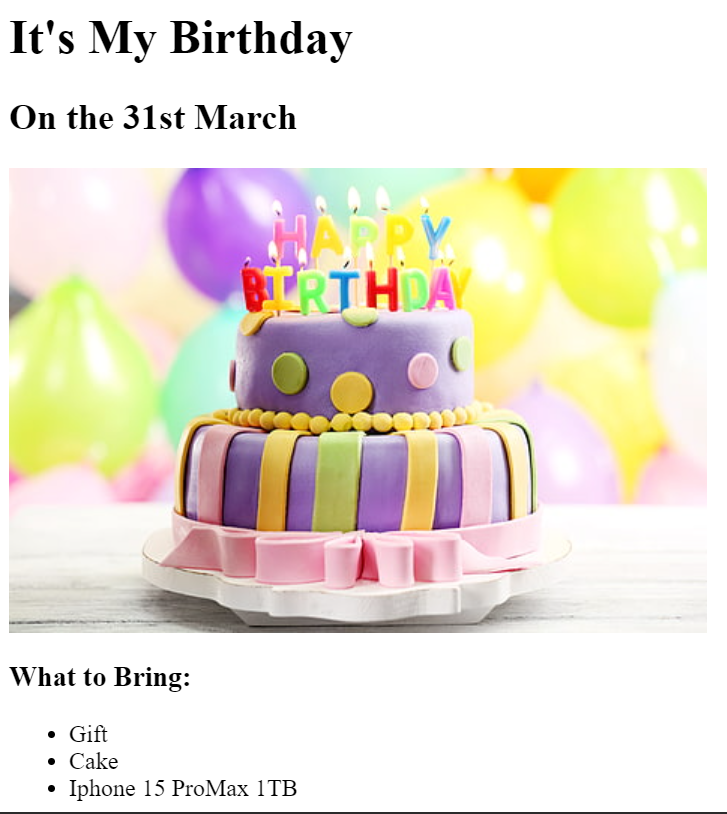 It's My Birthday
On the 31st March
HAPPY
BIRTHDAY
What to Bring:
Gift
Cake
Iphone 15 ProMax 1TB